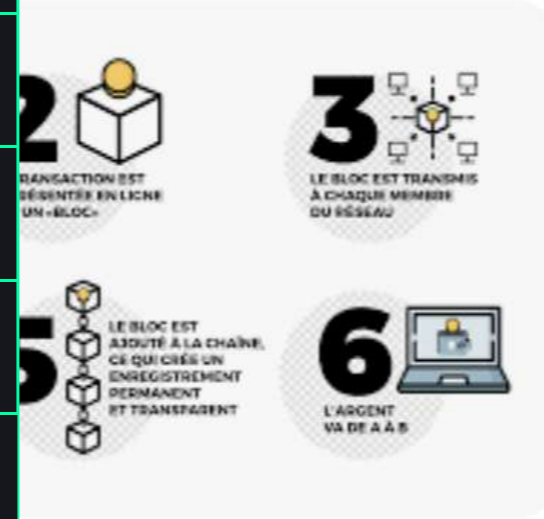 2
RANSACTION EST
RÉSENTÉE EN LIGNE
UN «BLOC»
3
LE BLOC EST TRANSMIS
À CHAQUE MEMBRE
DU RÉSEAU
5
LE BLOC EST
AJOUTÉ À LA CHAÎNE,
CE QUI CRÉE UN
ENREGISTREMENT
PERMANENT
ET TRANSPARENT
6
L'ARGENT
VA DE A À B